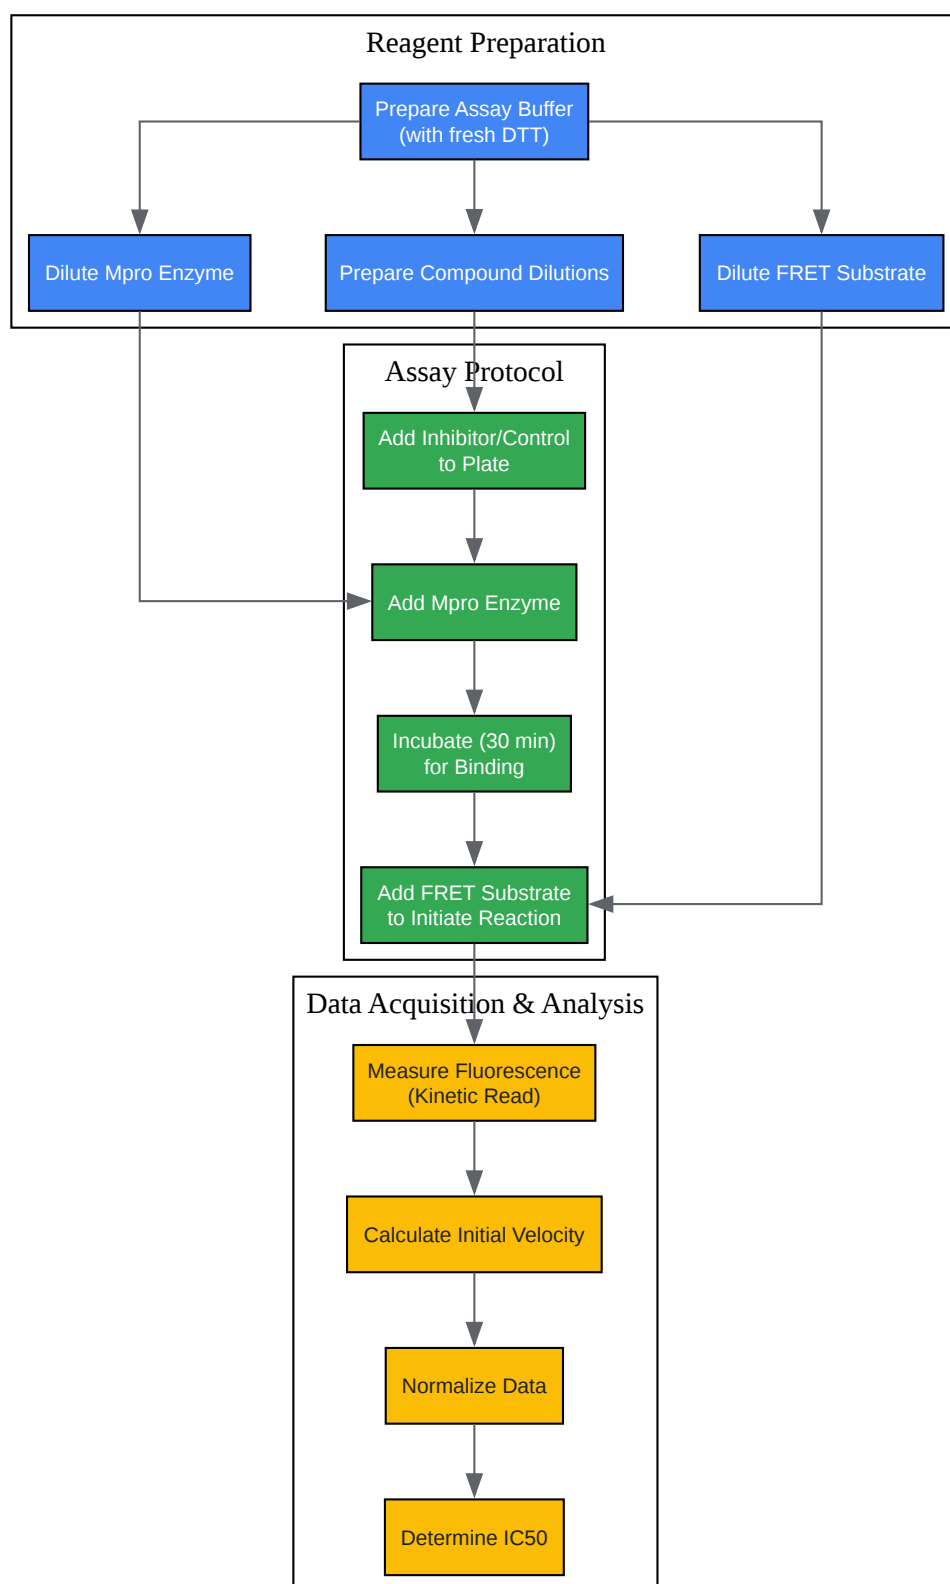 Reagent Preparation
Prepare Assay Buffer
(with fresh DTT)
Dilute Mpro Enzyme
Prepare Compound Dilutions
Dilute FRET Substrate
Assay Protocol
Add Inhibitor/Control
to Plate
Add Mpro Enzyme
Incubate (30 min)
for Binding
Add FRET Substrate
to Initiate Reaction
Data Acquisition & Analysis
Measure Fluorescence
(Kinetic Read)
Calculate Initial Velocity
Normalize Data
Determine IC50